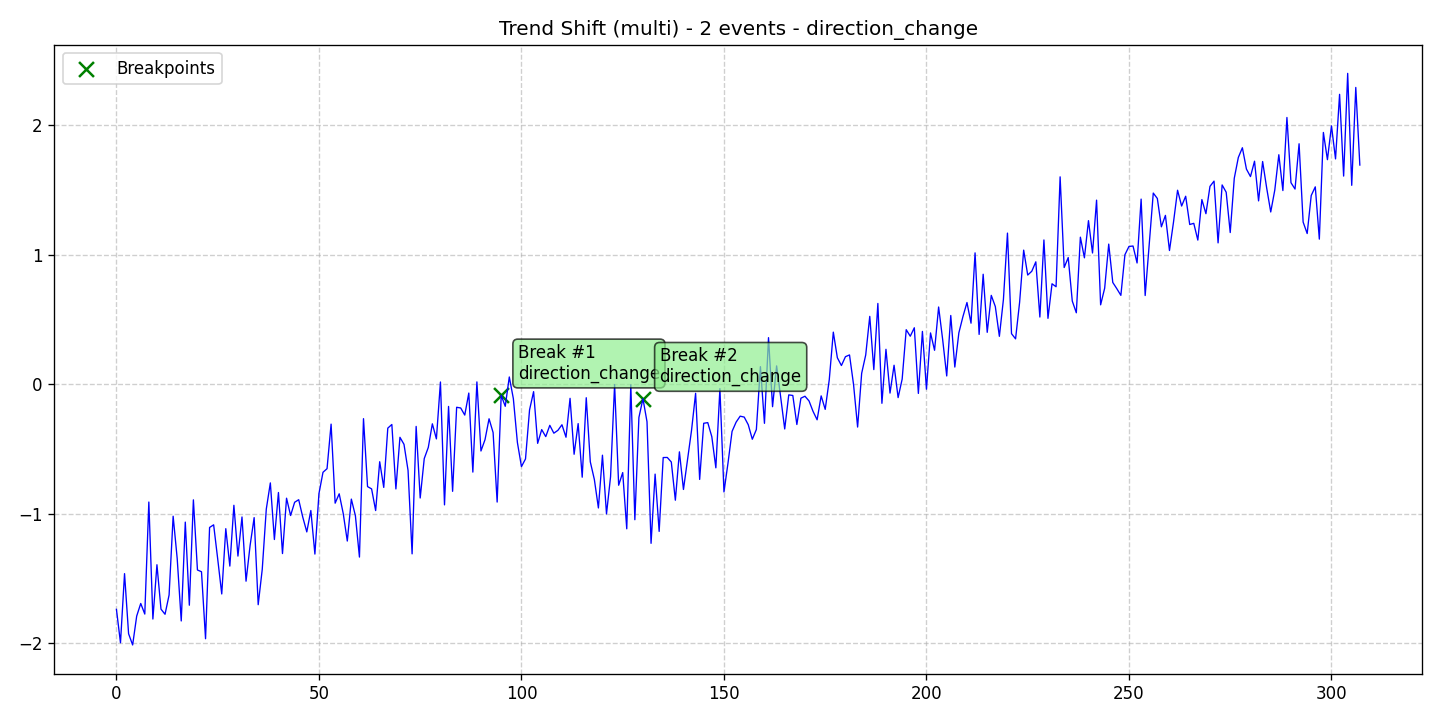 Trend Shift (multi) - 2 events - direction_change
Breakpoints
Break #1
direction_change
Break #2
direction_change
2
1
0
−1
−2
0
50
100
150
200
250
300